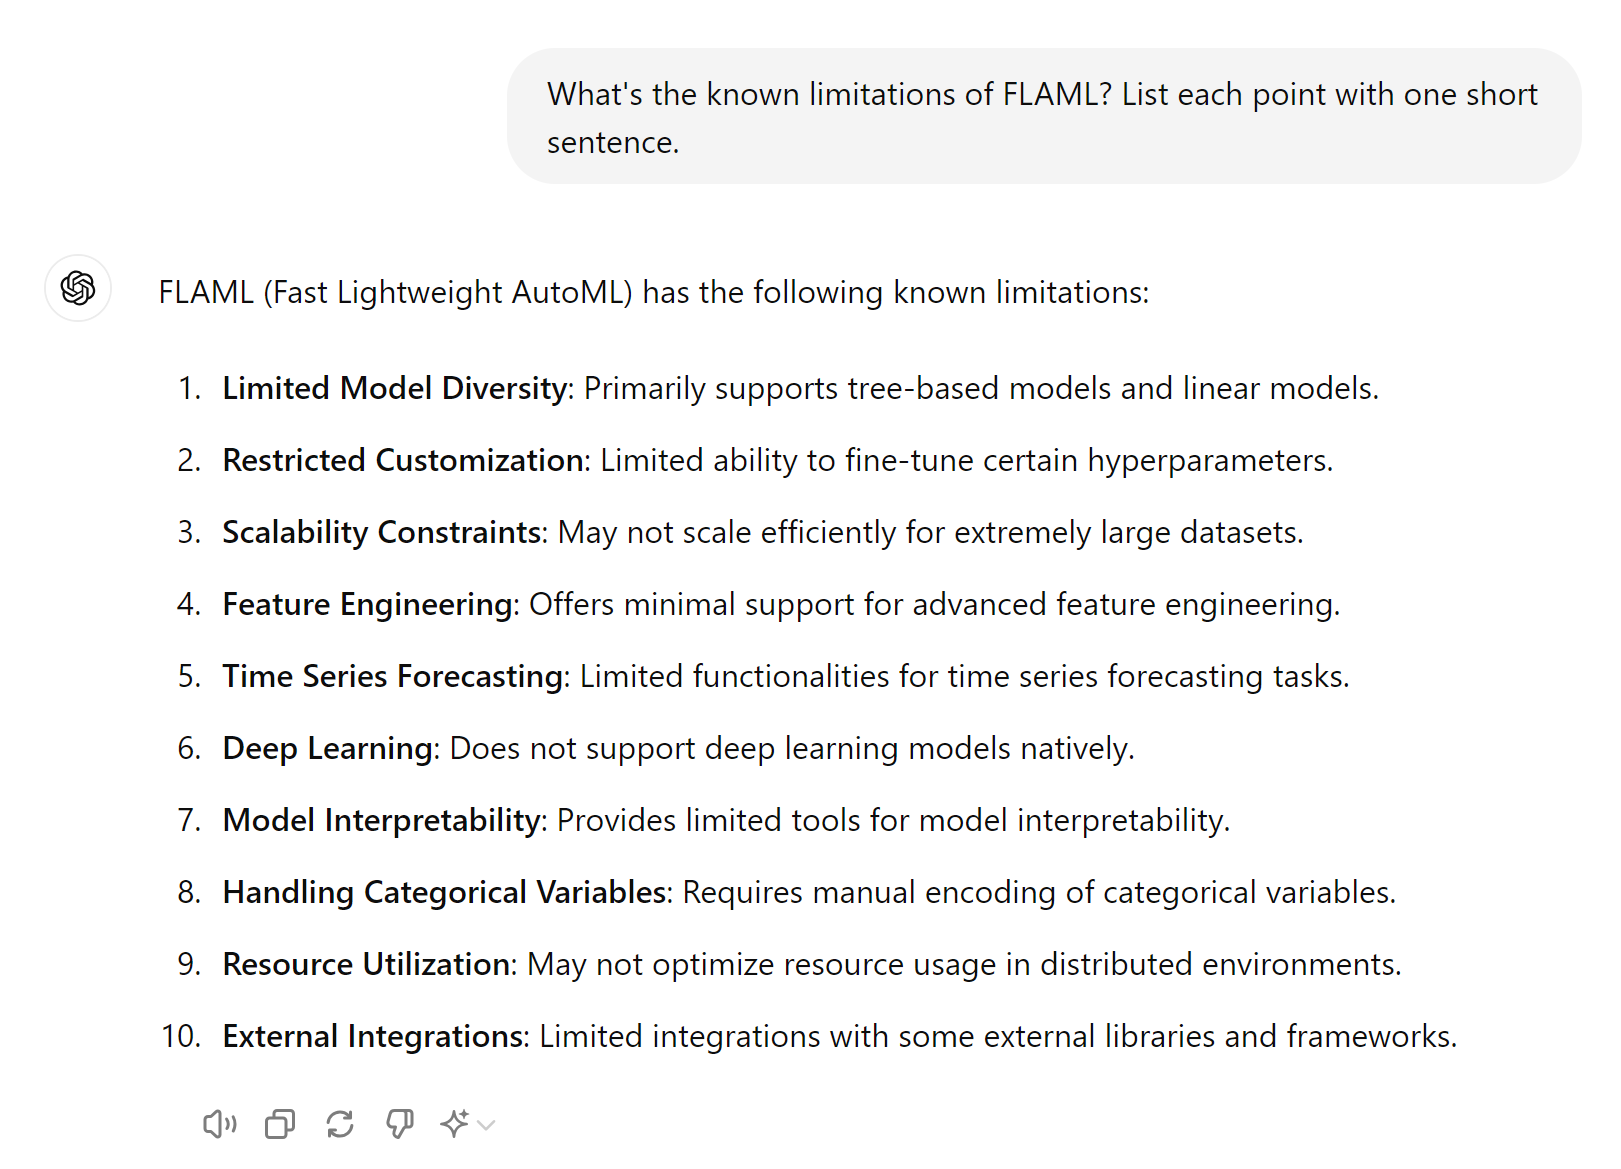 What's the known limitations of FLAML? List each point with one short
sentence.
FLAML (Fast Lightweight AutoML) has the following known limitations:
1. Limited Model Diversity: Primarily supports tree-based models and linear models.
2. Restricted Customization: Limited ability to fine-tune certain hyperparameters.
3. Scalability Constraints: May not scale efficiently for extremely large datasets.
4. Feature Engineering: Offers minimal support for advanced feature engineering.
5. Time Series Forecasting: Limited functionalities for time series forecasting tasks.
6. Deep Learning: Does not support deep learning models natively.
7. Model Interpretability: Provides limited tools for model interpretability.
8. Handling Categorical Variables: Requires manual encoding of categorical variables.
9. Resource Utilization: May not optimize resource usage in distributed environments.
10. External Integrations: Limited integrations with some external libraries and frameworks.